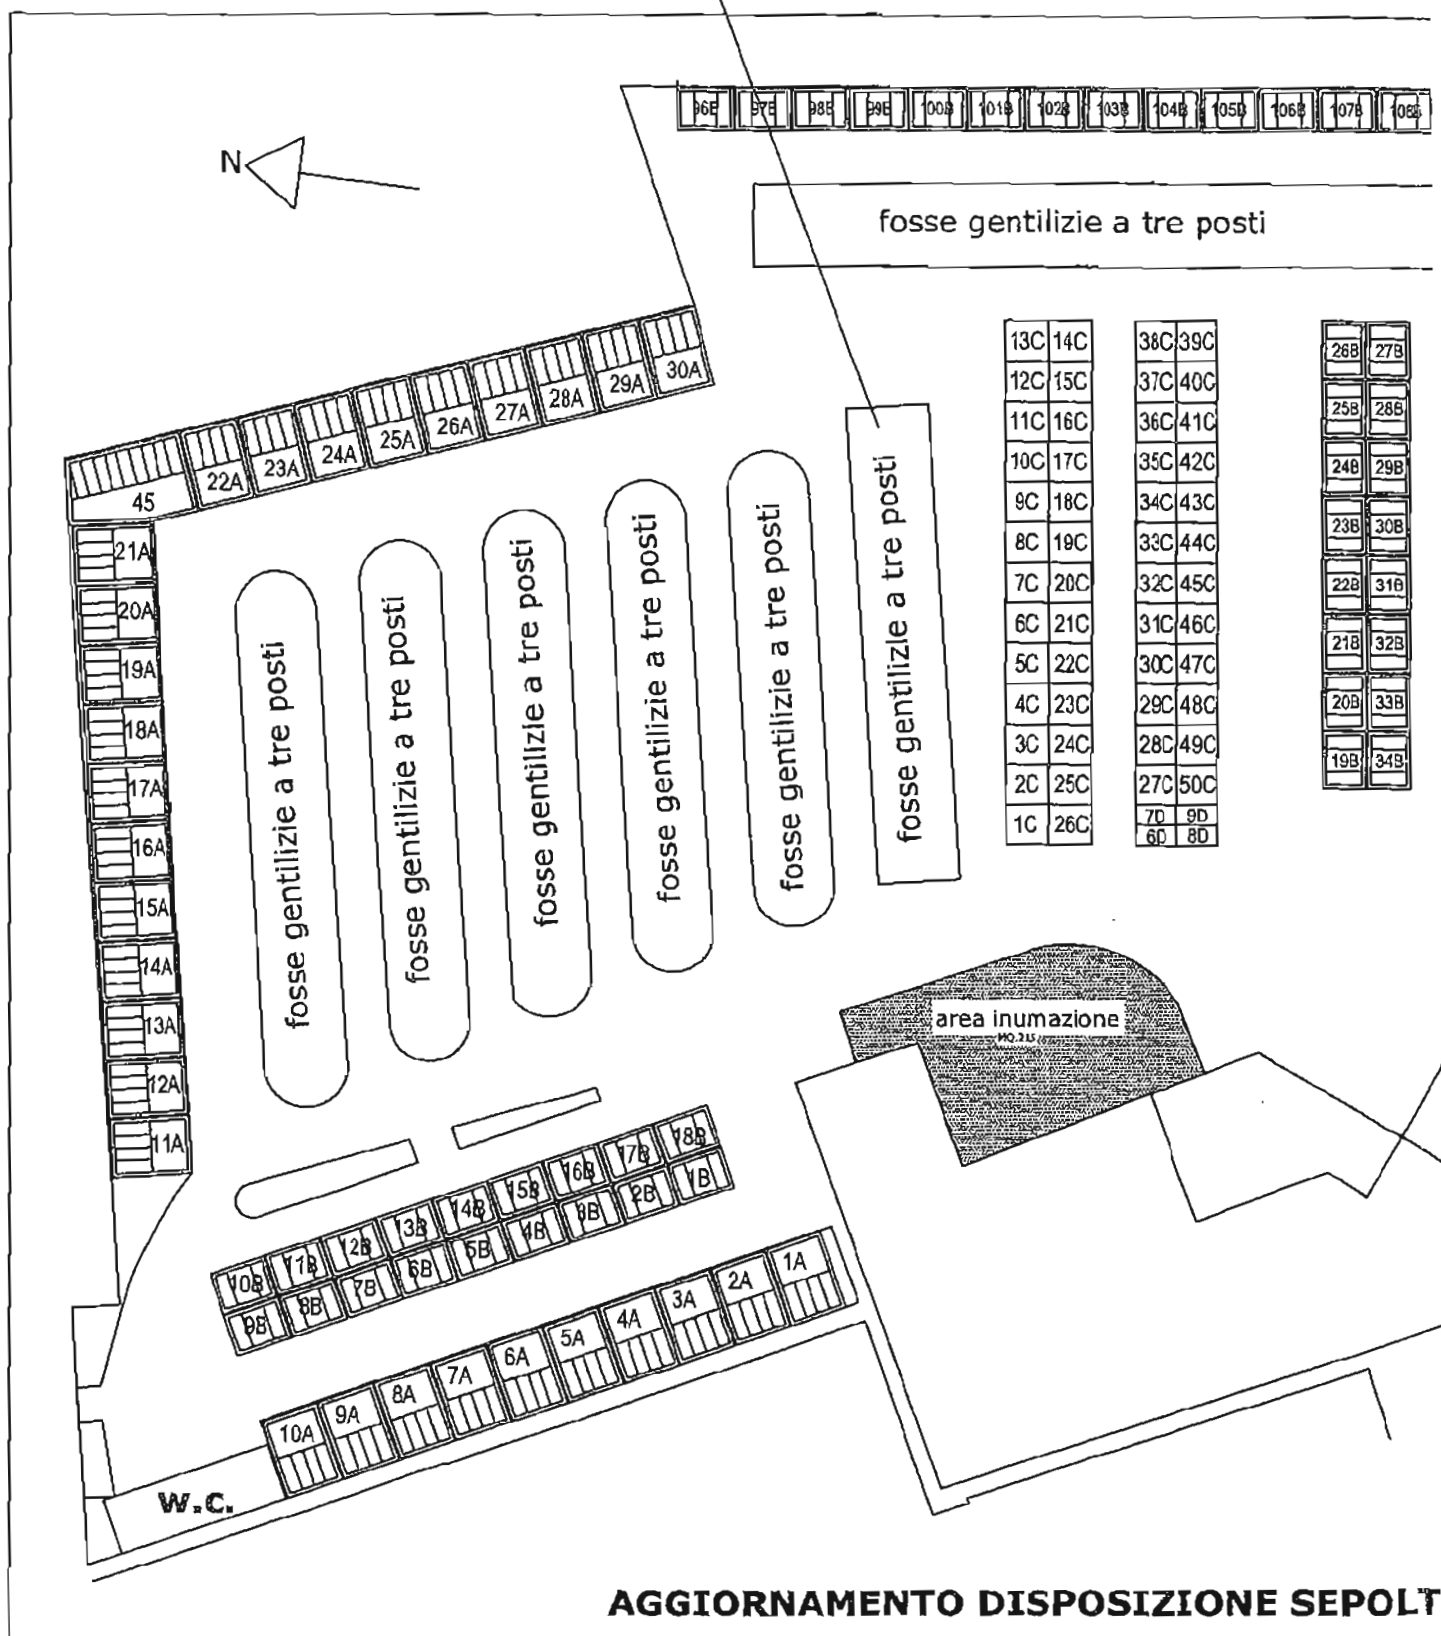 96B 97B 98B 99B 100B 101B 102B 103B 104B 105B 106B 107B 108B
N
fosse gentilizie a tre posti
13C 14C 38C 39C 26B 27B
12C 15C 37C 40C
11C 16C 36C 41C 25B 28B
10C 17C 35C 42C 24B 29B
9C 18C 34C 43C
8C 19C 33C 44C 23B 30B
7C 20C 32C 45C 22B 31B
6C 21C 31C 46C
5C 22C 30C 47C 21B 32B
4C 23C 29C 48C 20B 33B
3C 24C 28C 49C
2C 25C 27C 50C 19B 34B
1C 26C 7D 9D
6D 8D
45 22A 23A 24A 25A 26A 27A 28A 29A 30A
21A
20A
19A
18A
17A
16A
15A
14A
13A
12A
11A
fosse gentilizie a tre posti
fosse gentilizie a tre posti
fosse gentilizie a tre posti
fosse gentilizie a tre posti
fosse gentilizie a tre posti
fosse gentilizie a tre posti
area inumazione
MQ.215
10B 11B 12B 13B 14B 15B 16B 17B 18B
9B 8B 7B 6B 5B 4B 3B 2B 1B
10A 9A 8A 7A 6A 5A 4A 3A 2A 1A
W.C.
AGGIORNAMENTO DISPOSIZIONE SEPOLT